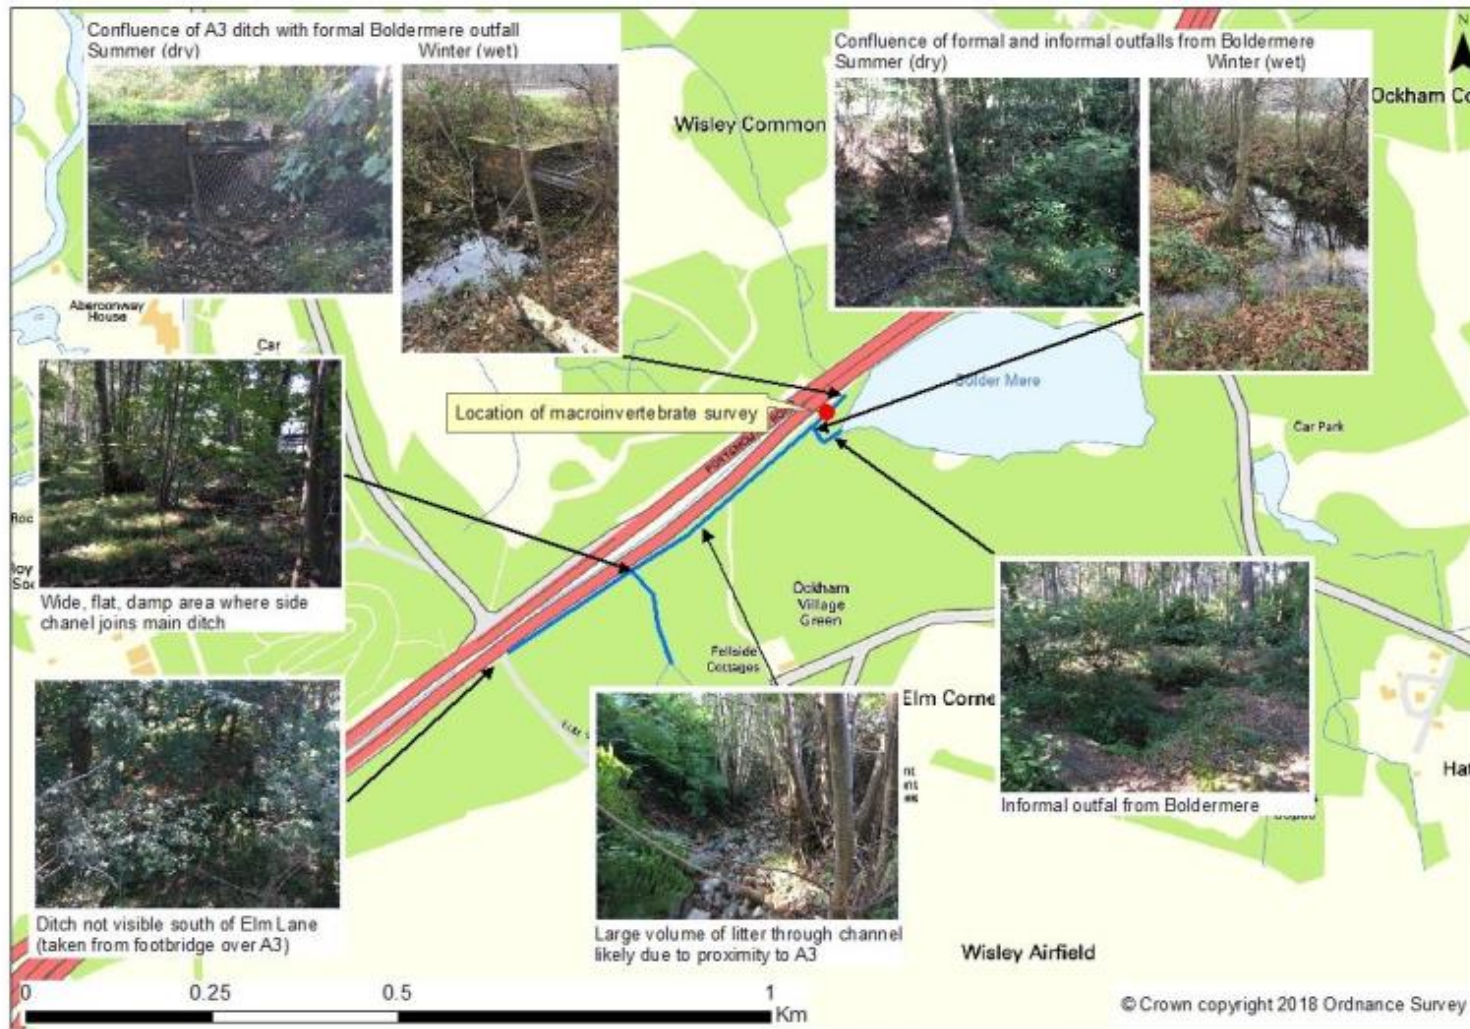 Confluence of A3 ditch with formal Boldermere outfall
Summer (dry) Winter (wet)
Confluence of formal and informal outfalls from Boldermere
Summer (dry) Winter (wet)
N
Ockham Co
Wisley Common
Aberconway
House
Car
Bolder Mere
Location of macroinvertebrate survey
Car Park
Roc
Wide, flat, damp area where side
chanel joins main ditch
Ockham
Village
Green
Fellside
Cottages
Elm Corne
Hat
Informal outfal from Boldermere
Ditch not visible south of Elm Lane
(taken from footbridge over A3)
Large volume of litter through channel
likely due to proximity to A3
Wisley Airfield
0 0.25 0.5 1
Km
© Crown copyright 2018 Ordnance Survey